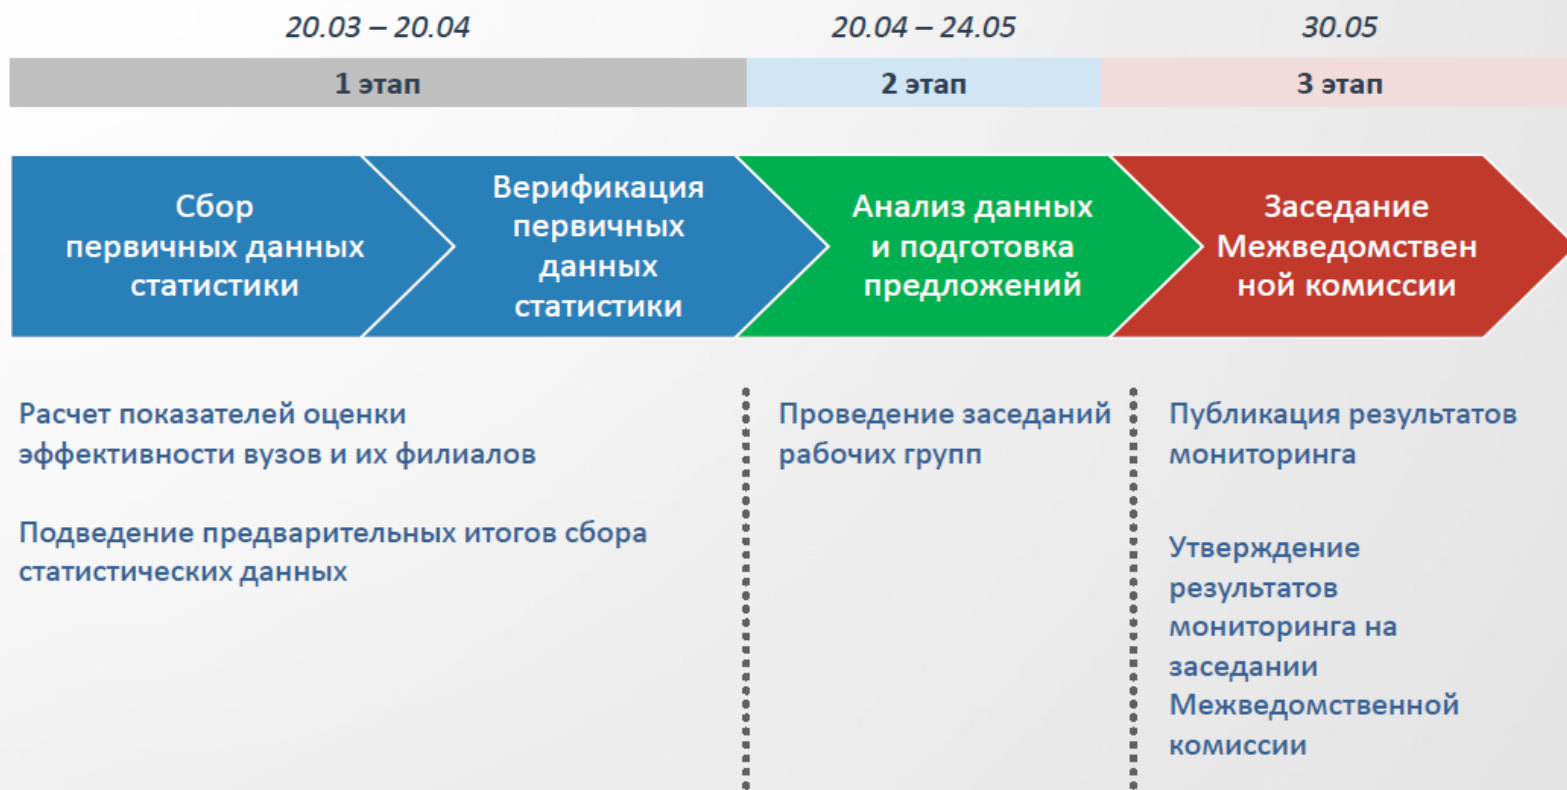 20.03 – 20.04
20.04 – 24.05
30.05
1 этап
2 этап
3 этап
Сбор
первичных данных
статистики
Верификация
первичных
данных
статистики
Анализ данных
и подготовка
предложений
Заседание
Межведомствен
ной комиссии
Расчет показателей оценки
эффективности вузов и их филиалов
Подведение предварительных итогов сбора
статистических данных
Проведение заседаний
рабочих групп
Публикация результатов
мониторинга
Утверждение
результатов
мониторинга на
заседании
Межведомственной
комиссии